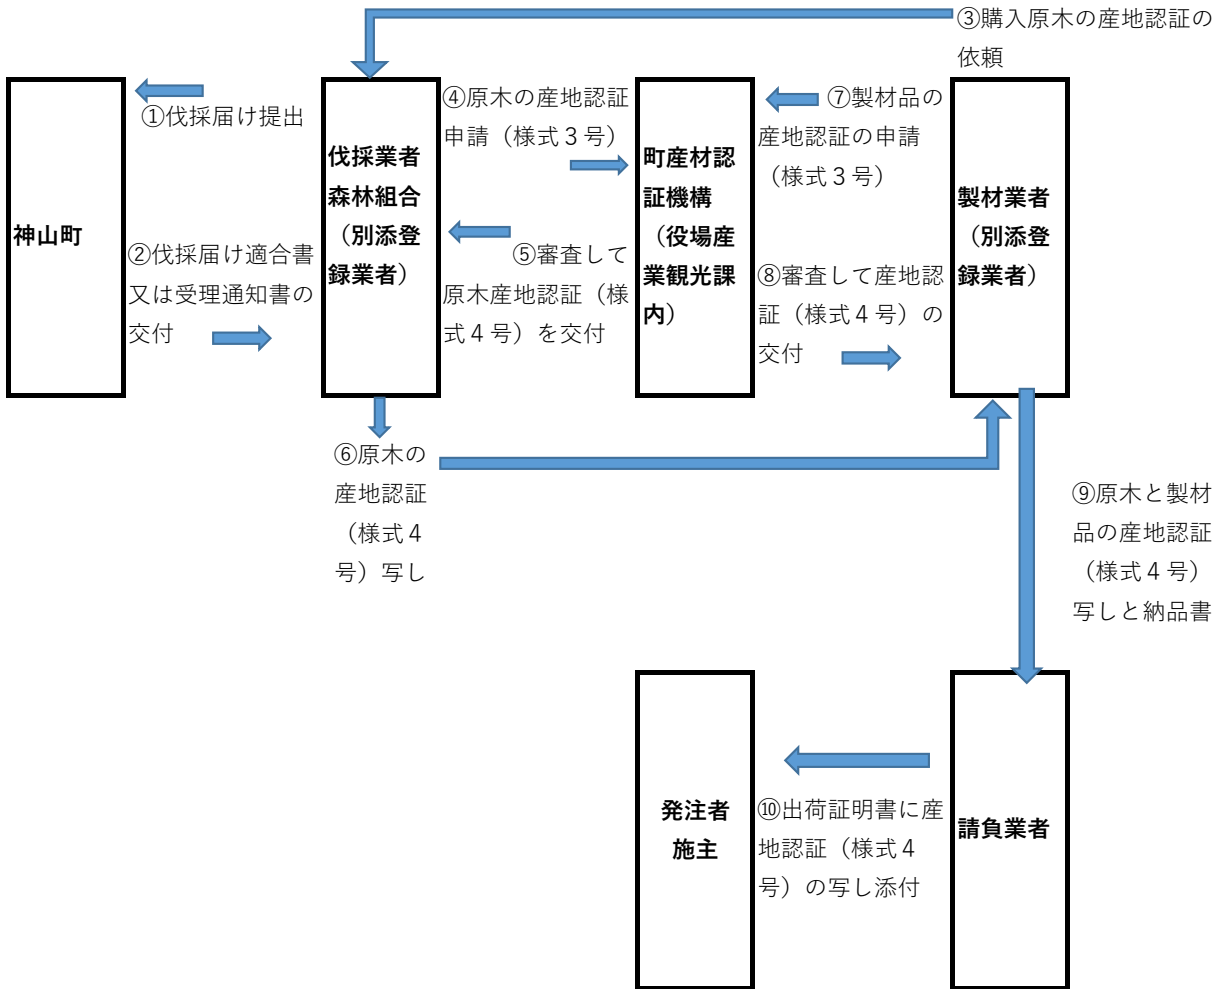 ③購入原木の産地認証の
依頼
①伐採届け提出
④原木の産地認証
申請（様式３号）
⑦製材品の
産地認証の申請
（様式３号）
神山町
伐採業者
森林組合
（別添登
録業者）
町産材認
証機構
（役場産
業観光課
内）
製材業者
（別添登
録業者）
②伐採届け適合書
又は受理通知書の
交付
⑤審査して
原木産地認証（様
式４号）を交付
⑧審査して産地認
証（様式４号）の
交付
⑥原木の
産地認証
（様式４
号）写し
⑨原木と製材
品の産地認証
（様式４号）
写しと納品書
発注者
施主
⑩出荷証明書に産
地認証（様式４
号）の写し添付
請負業者